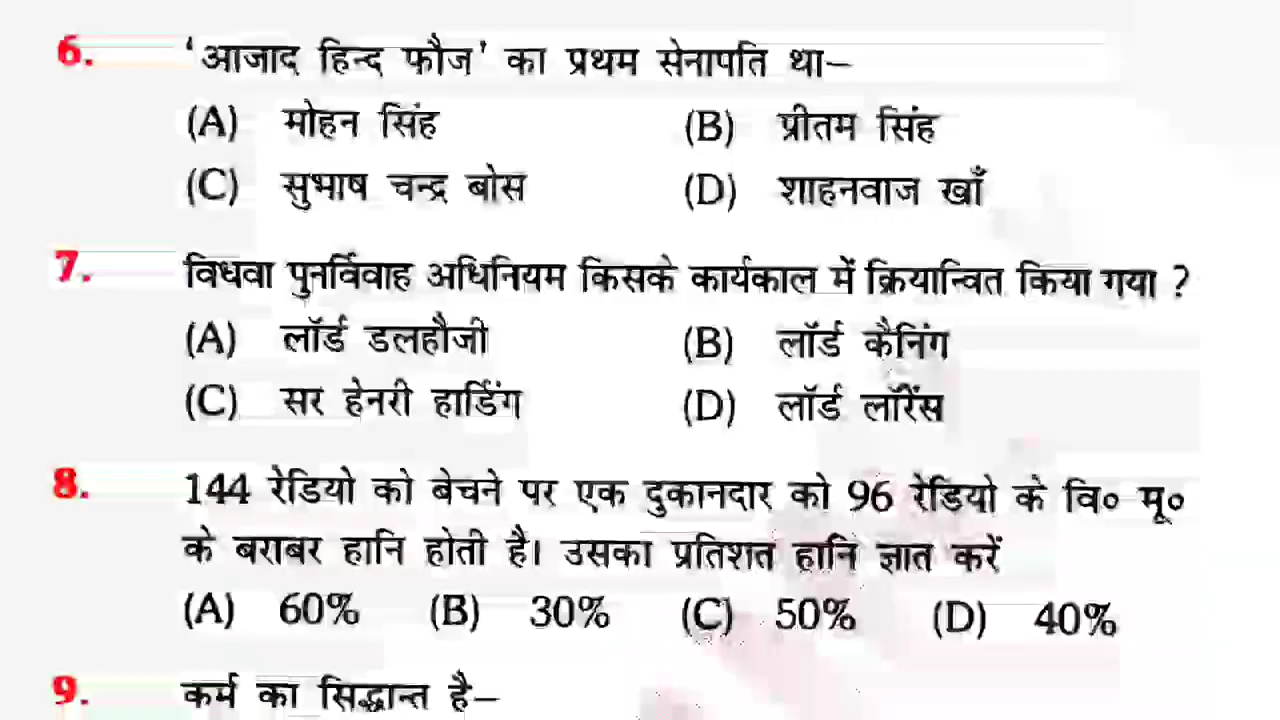 6. 'आजाद हिन्द फौज' का प्रथम सेनापति था–
(A) मोहन सिंह (B) प्रीतम सिंह
(C) सुभाष चन्द्र बोस (D) शाहनवाज खाँ
7. विधवा पुनर्विवाह अधिनियम किसके कार्यकाल में क्रियान्वित किया गया ?
(A) लॉर्ड डलहौजी (B) लॉर्ड कैनिंग
(C) सर हेनरी हार्डिंग (D) लॉर्ड लॉरेंस
8. 144 रेडियो को बेचने पर एक दुकानदार को 96 रेडियो के वि० मू०
के बराबर हानि होती है। उसका प्रतिशत हानि ज्ञात करें
(A) 60% (B) 30% (C) 50% (D) 40%
9. कर्म का सिद्धान्त है–